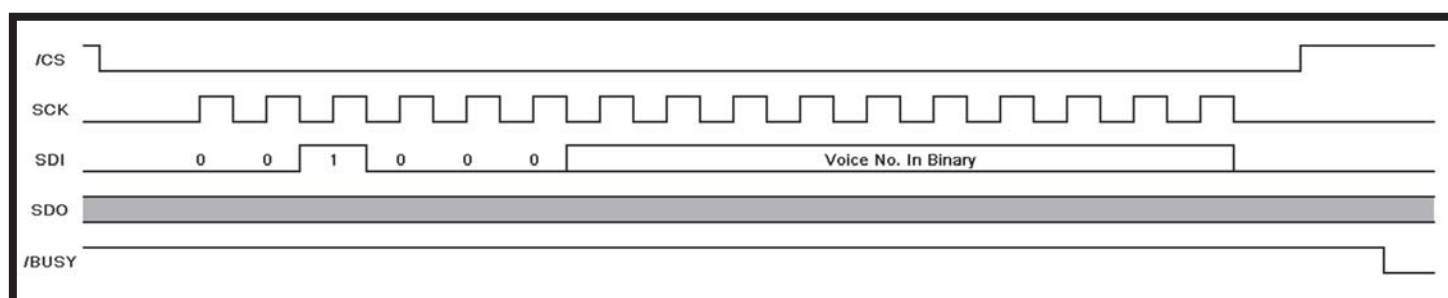 /CS
SCK
SDI 0 0 1 0 0 0 Voice No. In Binary
SDO
/BUSY